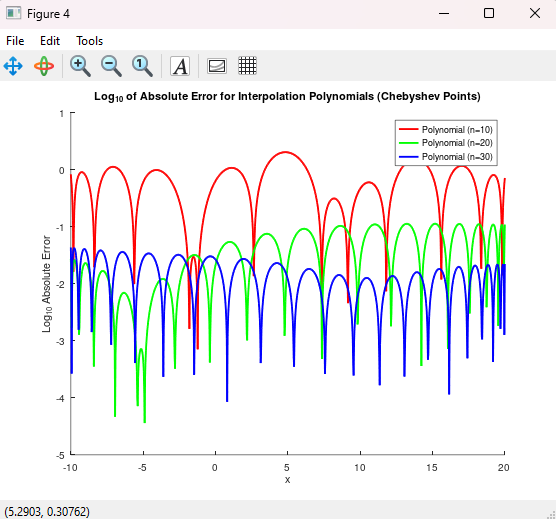 Figure 4
File Edit Tools
1
A
Log10 of Absolute Error for Interpolation Polynomials (Chebyshev Points)
Polynomial (n=10)
Polynomial (n=20)
Polynomial (n=30)
Log10 Absolute Error
1
0
-1
-2
-3
-4
-5
-10 -5 0 5 10 15 20
x
(5.2903, 0.30762)